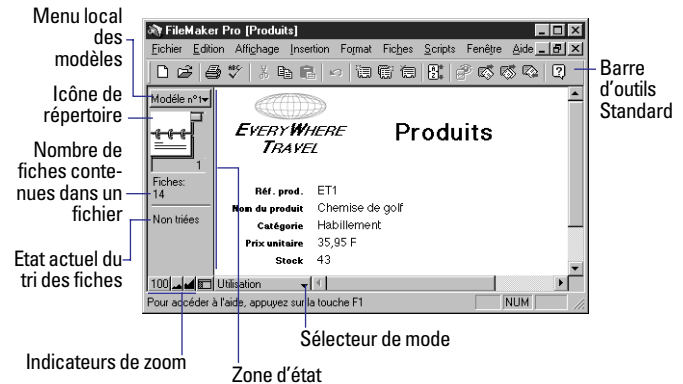 Menu local
des
modèles
Icône de
répertoire
Nombre de
fiches conte-
nues dans un
fichier
Etat actuel du
tri des fiches
FileMaker Pro [Produits]
Fichier Edition Affichage Insertion Format Fiches Scripts Fenêtre Aide
Modéle n°1
1
Fiches:
14
Non triées
EVERYWHERE
TRAVEL
Produits
Réf. prod. ET1
Nom du produit Chemise de golf
Catégorie Habillement
Prix unitaire 35,95 F
Stock 43
100 Utilisation
Pour accéder à l'aide, appuyez sur la touche F1 NUM
Barre
d'outils
Standard
Sélecteur de mode
Indicateurs de zoom
Zone d'état